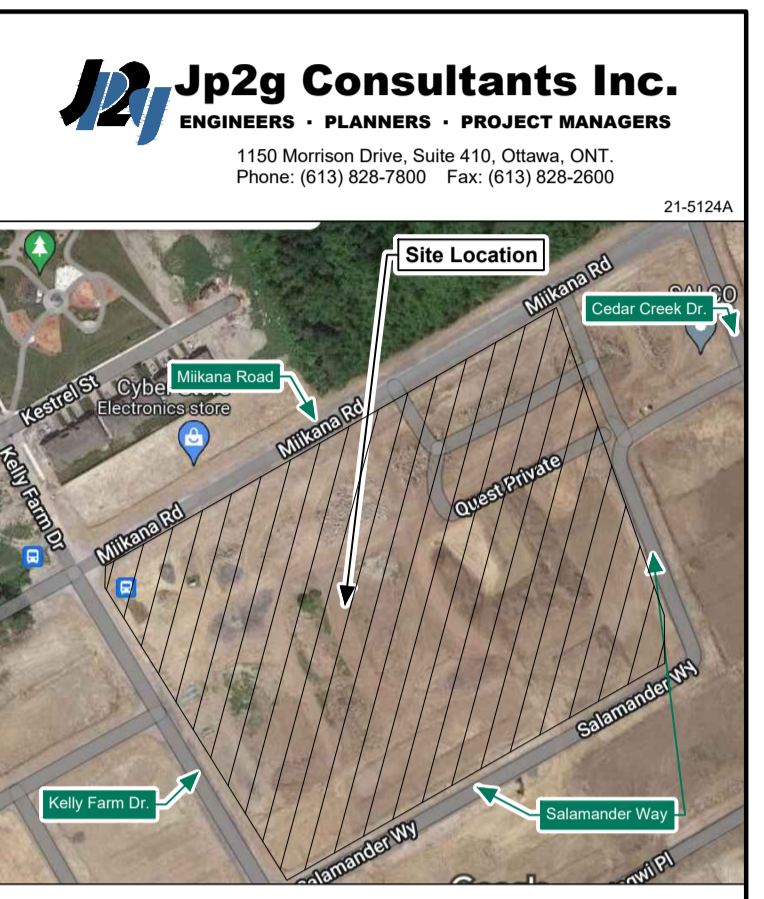 Jp2g
Jp2g Consultants Inc.
ENGINEERS · PLANNERS · PROJECT MANAGERS
1150 Morrison Drive, Suite 410, Ottawa, ONT.
Phone: (613) 828-7800 Fax: (613) 828-2600
21-5124A
Site Location
Miikana Rd
Cedar Creek Dr.
Miikana Road
Kestrel St
Cyber
Electronics store
Miikana Rd
Kelly Farm Dr
Quest Private
Miikana Rd
Salamander Wy
Kelly Farm Dr.
Salamander Way
Salamander Wy